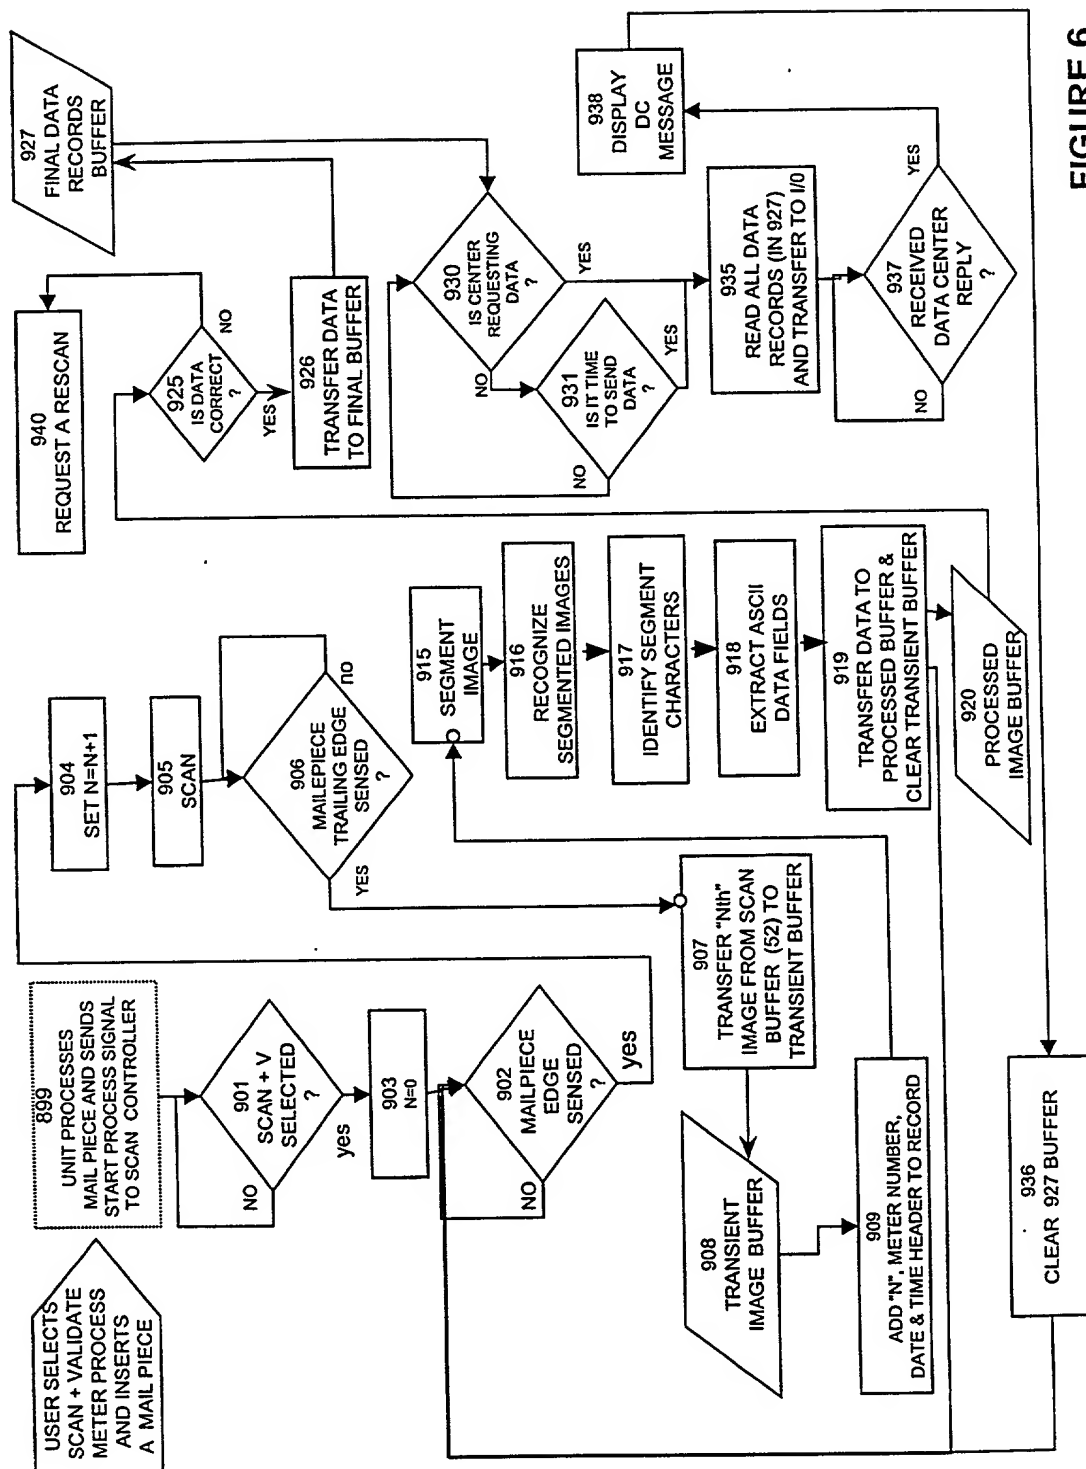 USER SELECTS
SCAN + VALIDATE
METER PROCESS
AND INSERTS
A MAIL PIECE
899
UNIT PROCESSES
MAIL PIECE AND SENDS
START PROCESS SIGNAL
TO SCAN CONTROLLER
901
SCAN + V
SELECTED
?
NO
yes
903
N=0
902
MAILPIECE
EDGE
SENSED
?
NO
yes
904
SET N=N+1
905
SCAN
906
MAILEPIECE
TRAILING EDGE
SENSED
?
no
YES
907
TRANSFER "Nth"
IMAGE FROM SCAN
BUFFER (52) TO
TRANSIENT BUFFER
908
TRANSIENT
IMAGE BUFFER
909
ADD "N", METER NUMBER,
DATE & TIME HEADER TO RECORD
915
SEGMENT
IMAGE
916
RECOGNIZE
SEGMENTED IMAGES
917
IDENTIFY SEGMENT
CHARACTERS
918
EXTRACT ASCII
DATA FIELDS
919
TRANSFER DATA TO
PROCESSED BUFFER &
CLEAR TRANSIENT BUFFER
920
PROCESSED
IMAGE BUFFER
940
REQUEST A RESCAN
925
IS DATA
CORRECT
?
NO
YES
926
TRANSFER DATA
TO FINAL BUFFER
927
FINAL DATA
RECORDS
BUFFER
930
IS CENTER
REQUESTING
DATA
?
NO
YES
931
IS IT TIME
TO SEND
DATA
?
NO
YES
935
READ ALL DATA
RECORDS (IN 927)
AND TRANSFER TO I/0
937
RECEIVED
DATA CENTER
REPLY
?
NO
YES
938
DISPLAY
DC
MESSAGE
936
CLEAR 927 BUFFER
FIGURE 6